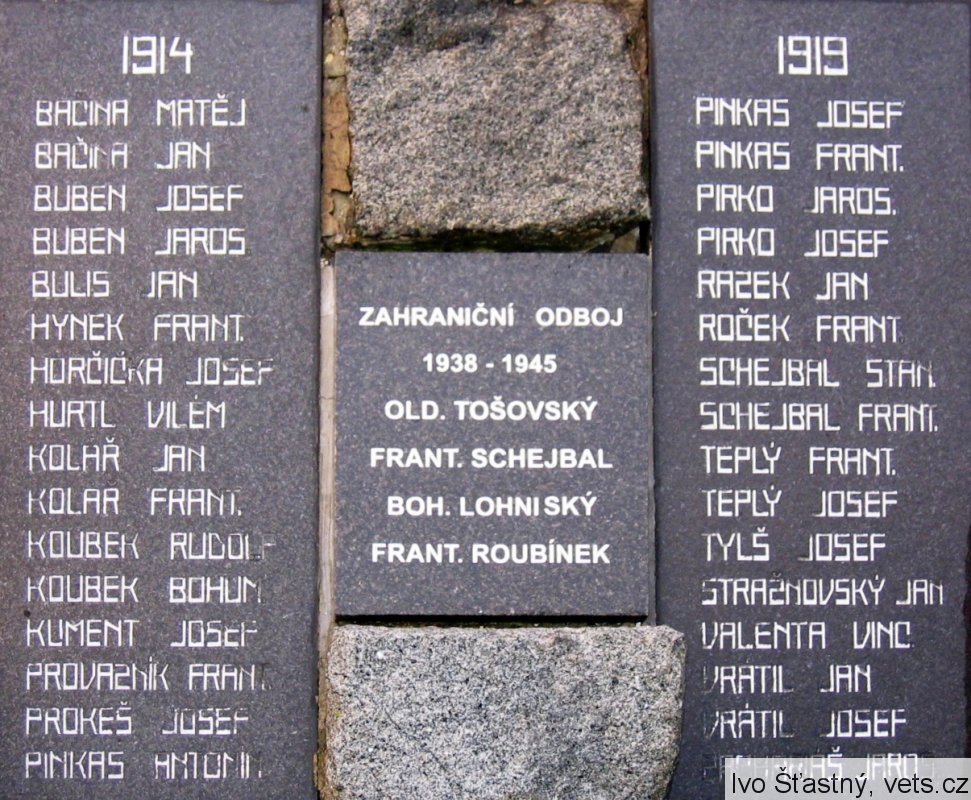 1914
BAČINA MATĚJ
BAČINA JAN
BUBEN JOSEF
BUBEN JAROS
BULIS JAN
HYNEK FRANT.
HORČIČKA JOSEF
HURTL VILÉM
KOLAŘ JAN
KOLAŘ FRANT.
KOUBEK RUDOLF
KOUBEK BOHUM.
KUMENT JOSEF
PROVAZNÍK FRANT.
PROKEŠ JOSEF
PINKAS ANTONÍN.
ZAHRANIČNÍ ODBOJ
1938 - 1945
OLD. TOŠOVSKÝ
FRANT. SCHEJBAL
BOH. LOHNISKÝ
FRANT. ROUBÍNEK
1919
PINKAS JOSEF
PINKAS FRANT.
PIRKO JAROS.
PIRKO JOSEF
RAZEK JAN
ROČEK FRANT.
SCHEJBAL STAN.
SCHEJBAL FRANT.
TEPLÝ FRANT.
TEPLÝ JOSEF
TYLŠ JOSEF
STRAŽNOVSKÝ JAN
VALENTA VINC.
VRÁTIL JAN
VRÁTIL JOSEF
JAROS
Ivo Šťastný, vets.cz